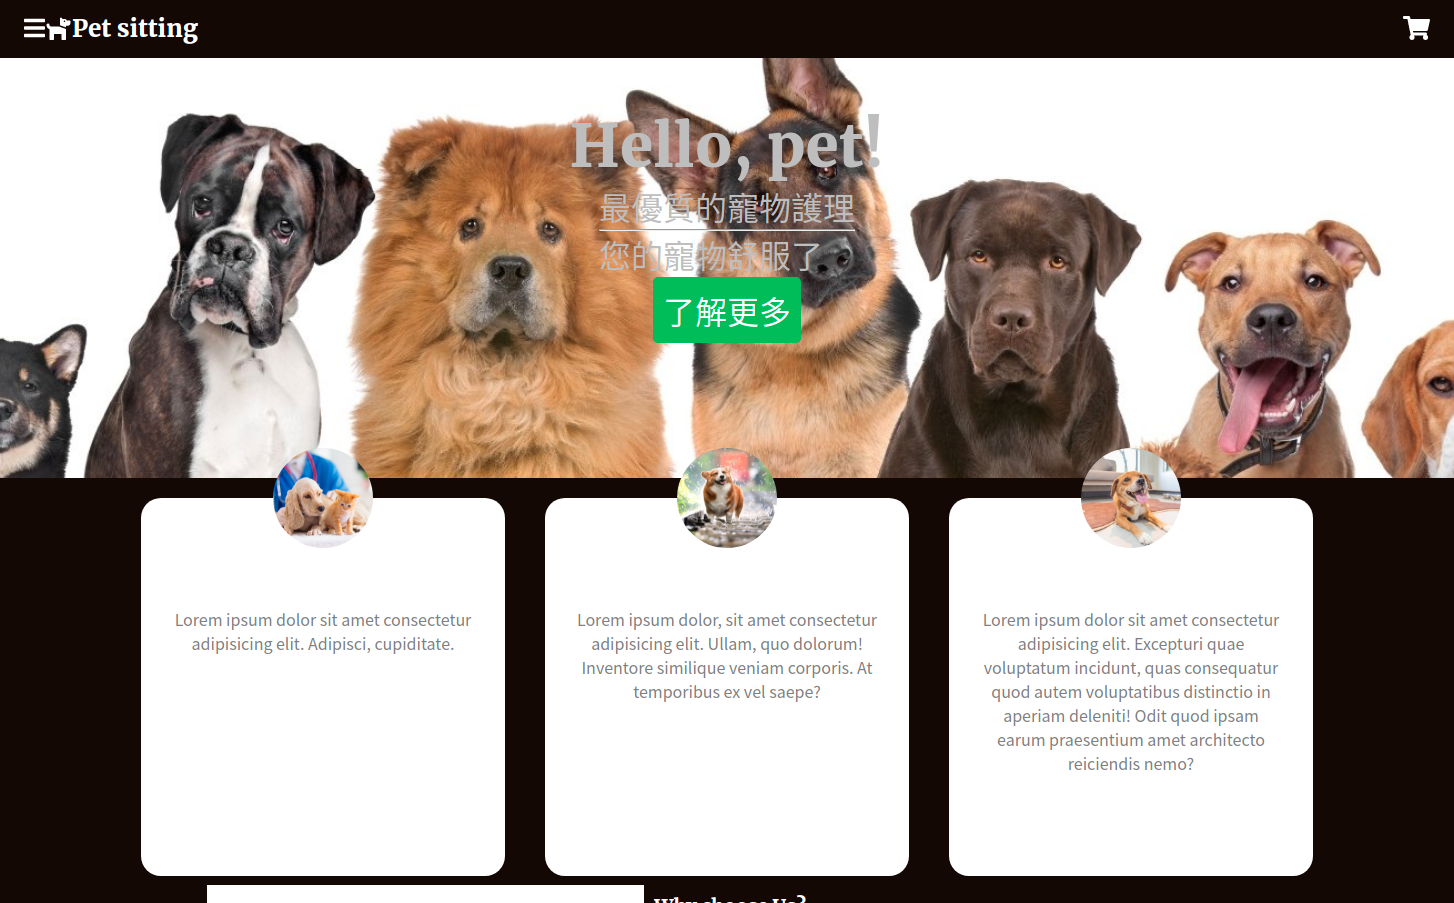 Pet sitting
Hello, pet!
最優質的寵物護理
您的寵物舒服了
了解更多
Lorem ipsum dolor sit amet consectetur
adipisicing elit. Adipisci, cupiditate.
Lorem ipsum dolor, sit amet consectetur
adipisicing elit. Ullam, quo dolorum!
Inventore similique veniam corporis. At
temporibus ex vel saepe?
Lorem ipsum dolor sit amet consectetur
adipisicing elit. Excepturi quae
voluptatum incidunt, quas consequatur
quod autem voluptatibus distinctio in
aperiam deleniti! Odit quod ipsam
earum praesentium amet architecto
reiciendis nemo?
Why choose Us?